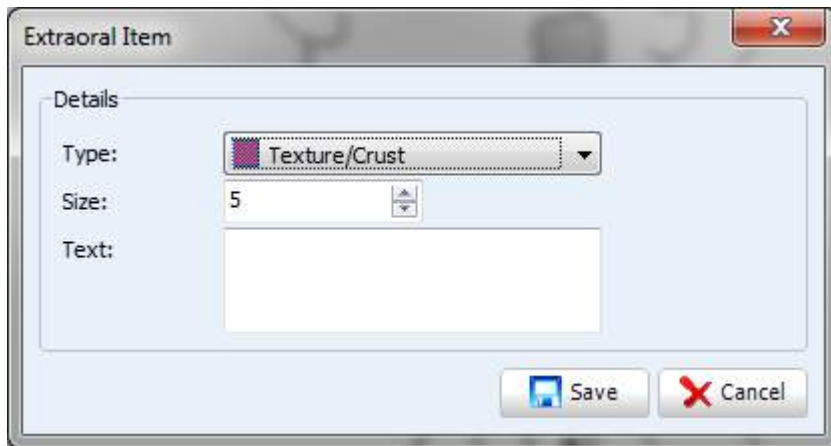 Extraoral Item
Details
Type: Texture/Crust
Size: 5
Text:
Save Cancel